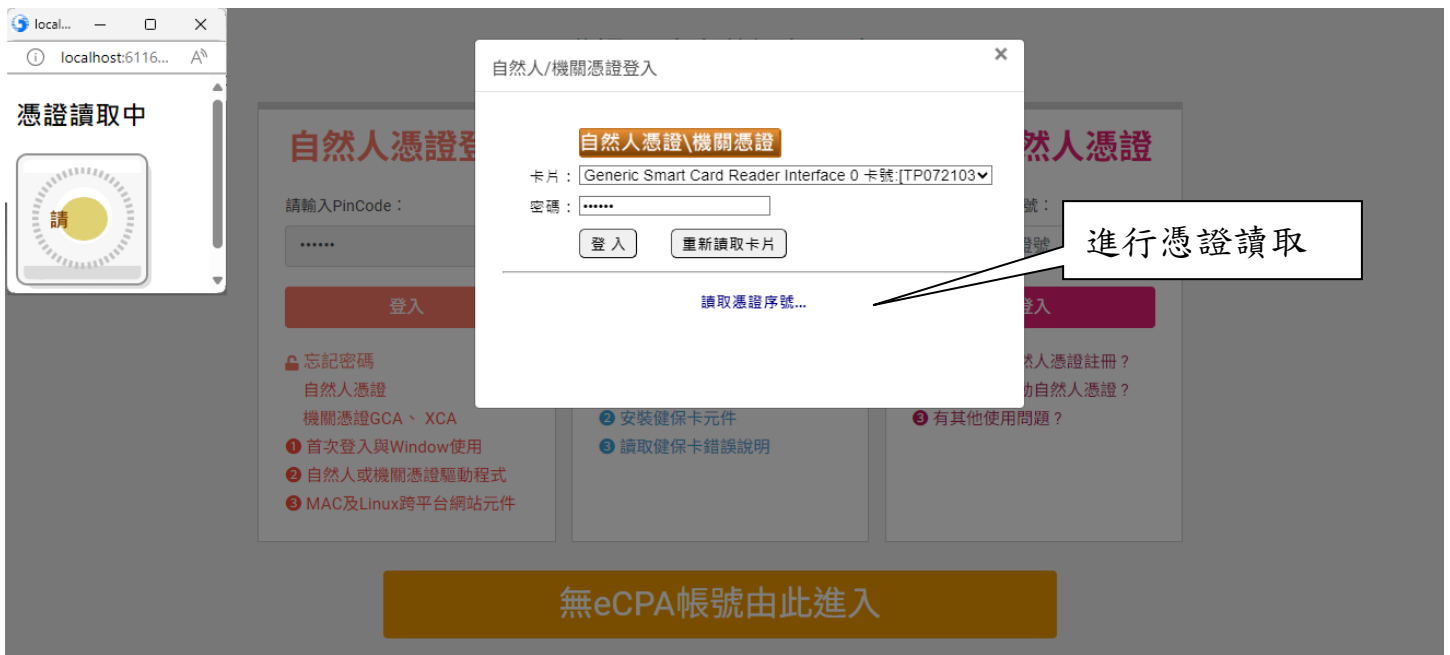 local...
localhost:6116...
憑證讀取中
請
自然人/機關憑證登入
×
自然人憑證\機關憑證
卡片：
Generic Smart Card Reader Interface 0 卡號:[TP072103
密碼：
••••••
登入
重新讀取卡片
讀取憑證序號...
進行憑證讀取
自然人憑證
請輸入PinCode：
••••••
登入
忘記密碼
自然人憑證
機關憑證GCA、 XCA
❶ 首次登入與Window使用
❷ 自然人或機關憑證驅動程式
❸ MAC及Linux跨平台網站元件
❷ 安裝健保卡元件
❸ 讀取健保卡錯誤說明
然人憑證
號：
登入
然人憑證註冊？
自然人憑證？
❸ 有其他使用問題？
無eCPA帳號由此進入